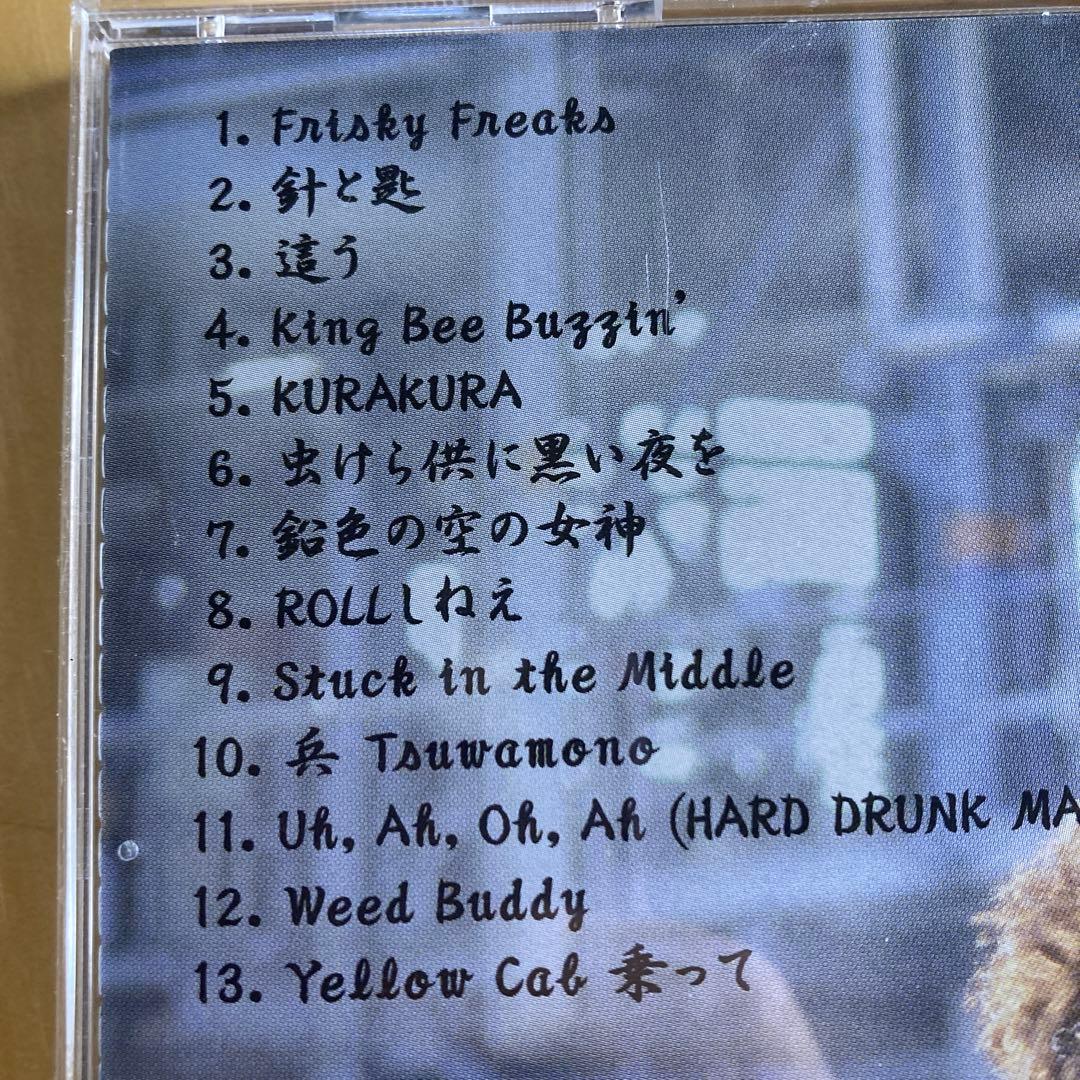 1. Frisky Freaks
2. 針と匙
3. 這う
4. King Bee Buzzin'
5. KURAKURA
6. 虫けら供に黒い夜を
7. 鉛色の空の女神
8. ROLLしねえ
9. Stuck in the Middle
10. 兵 Tsuwamono
11. Uh, Ah, Oh, Ah (HARD DRUNK
12. Weed Buddy
13. Yellow Cab 乗って